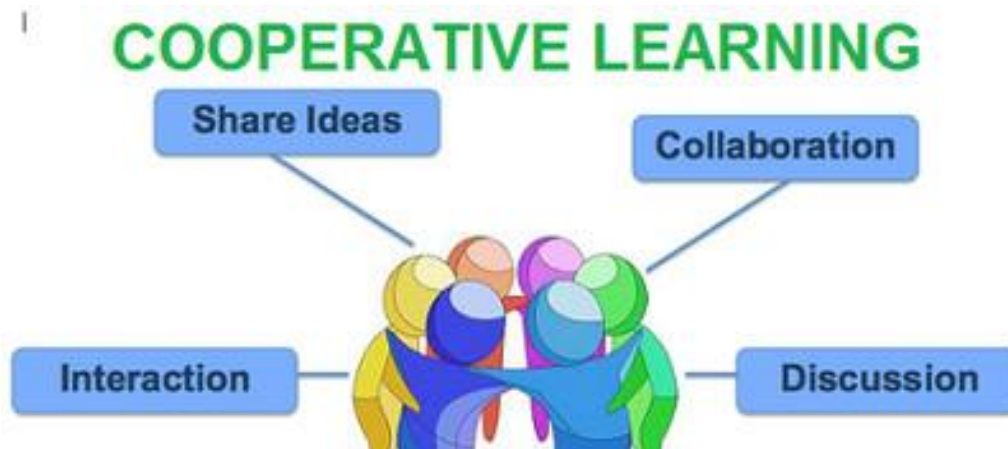 COOPERATIVE LEARNING
Share Ideas
Collaboration
Interaction
Discussion